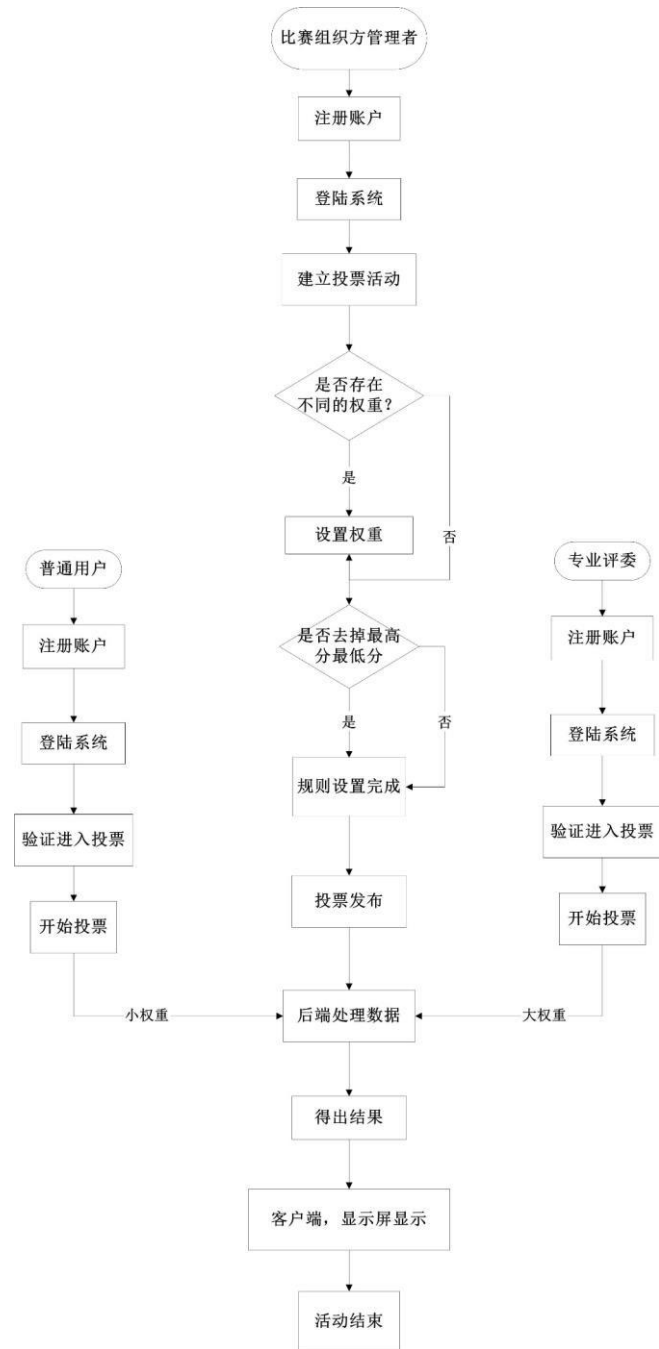 比赛组织方管理者
注册账户
登陆系统
建立投票活动
是否存在
不同的权重？
是
设置权重
否
普通用户
专业评委
是否去掉最高
分最低分
注册账户
注册账户
是
否
登陆系统
登陆系统
规则设置完成
验证进入投票
验证进入投票
投票发布
开始投票
开始投票
小权重
后端处理数据
大权重
得出结果
客户端，显示屏显示
活动结束